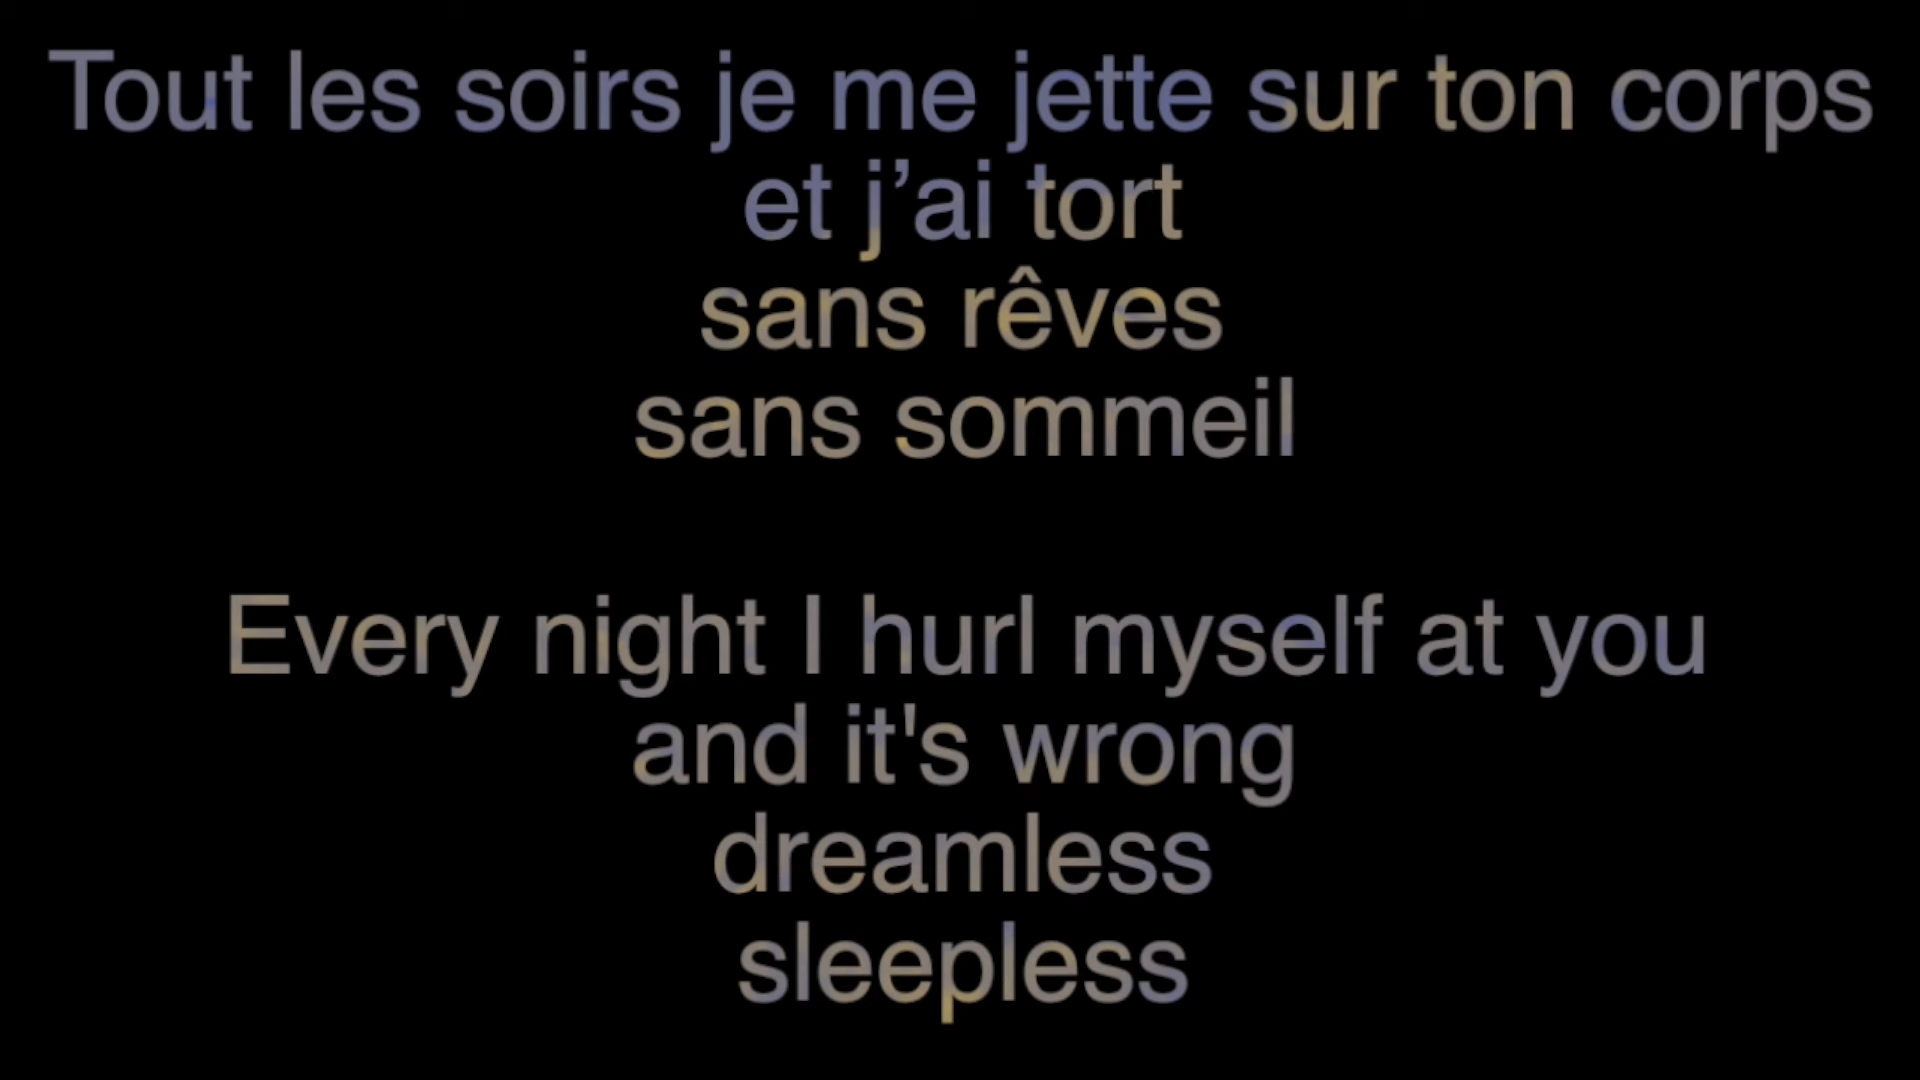 Tout les soirs je me jette sur ton corps
et j’ai tort
sans rêves
sans sommeil
Every night I hurl myself at you
and it's wrong
dreamless
sleepless